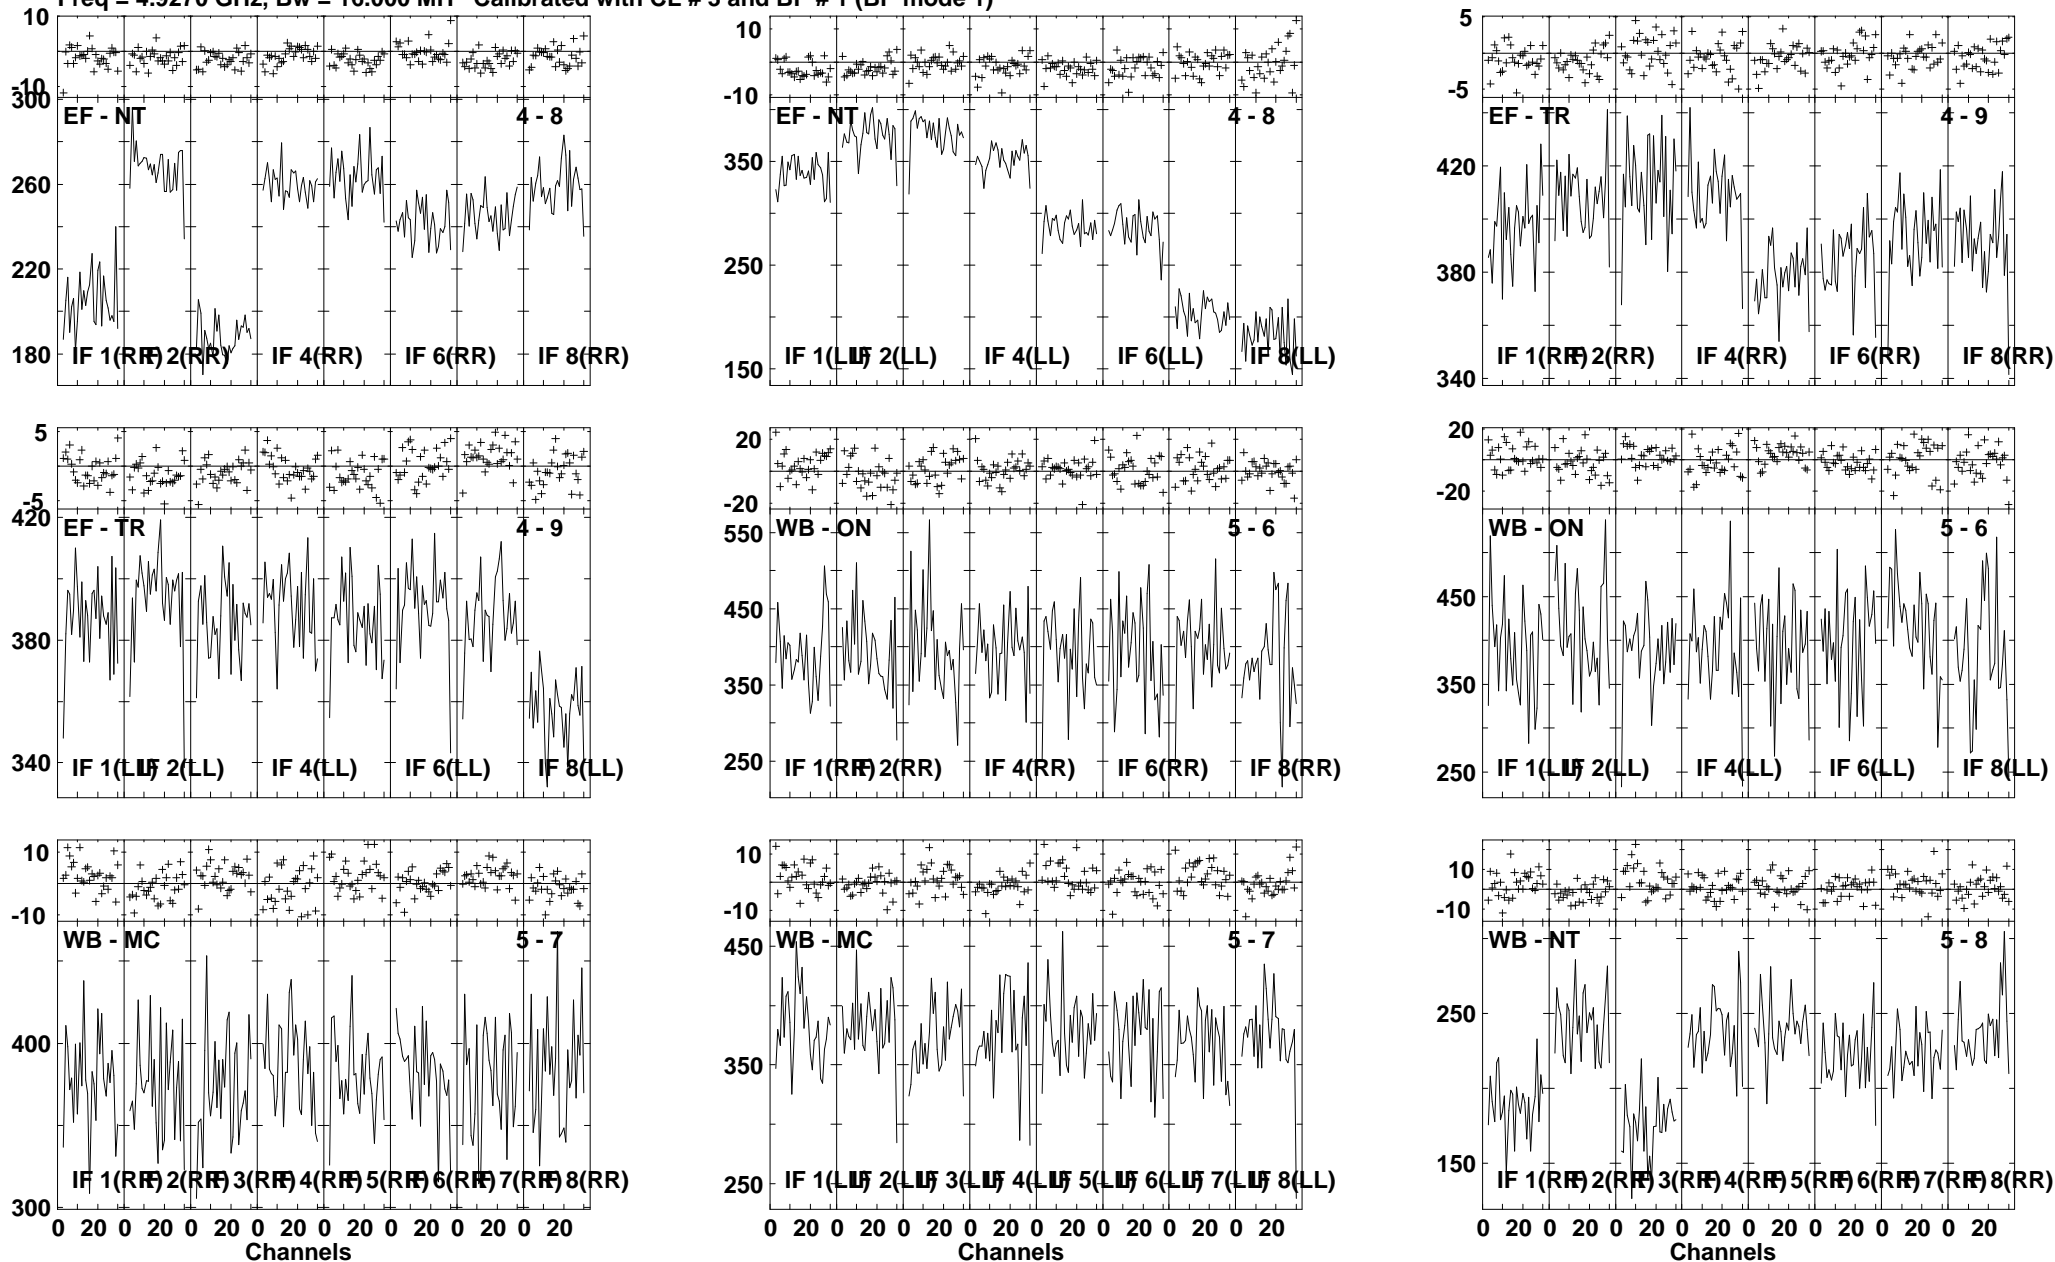 Freq = 4.9270 GHz, Bw = 16.000 MH Calibrated with CL # 3 and BP # 1 (BP mode 1)
10
-10
300
260
220
180
EF - NT 4 - 8
IF 1(RR) IF 2(RR) IF 4(RR) IF 6(RR) IF 8(RR)
10
-10
350
250
150
EF - NT 4 - 8
IF 1(LL) IF 2(LL) IF 4(LL) IF 6(LL) IF 8(LL)
5
-5
420
380
340
EF - TR 4 - 9
IF 1(RR) IF 2(RR) IF 4(RR) IF 6(RR) IF 8(RR)
5
-5
420
380
340
EF - TR 4 - 9
IF 1(LL) IF 2(LL) IF 4(LL) IF 6(LL) IF 8(LL)
20
-20
550
450
350
250
WB - ON 5 - 6
IF 1(RR) IF 2(RR) IF 4(RR) IF 6(RR) IF 8(RR)
20
-20
450
350
250
WB - ON 5 - 6
IF 1(LL) IF 2(LL) IF 4(LL) IF 6(LL) IF 8(LL)
10
-10
400
300
WB - MC 5 - 7
IF 1(RR) IF 2(RR) IF 3(RR) IF 4(RR) IF 5(RR) IF 6(RR) IF 7(RR) IF 8(RR)
0 20 0 20 0 20 0 20 0 20 0 20 0 20 0 20
Channels
10
-10
450
350
250
WB - MC 5 - 7
IF 1(LL) IF 2(LL) IF 3(LL) IF 4(LL) IF 5(LL) IF 6(LL) IF 7(LL) IF 8(LL)
0 20 0 20 0 20 0 20 0 20 0 20 0 20 0 20
Channels
10
-10
250
150
WB - NT 5 - 8
IF 1(RR) IF 2(RR) IF 3(RR) IF 4(RR) IF 5(RR) IF 6(RR) IF 7(RR) IF 8(RR)
0 20 0 20 0 20 0 20 0 20 0 20 0 20 0 20
Channels